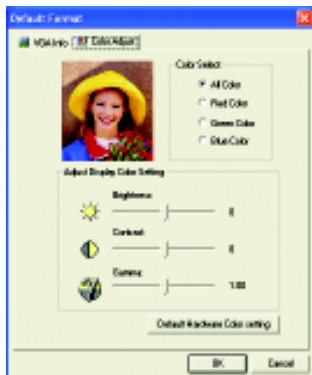 Default Format
VGA Info
Color Adjust
Color Select
All Color
Red Color
Green Color
Blue Color
Adjust Display Color Setting
Brightness:
0
Contrast:
0
Gamma:
1.00
Default Hardware Color setting
OK
Cancel